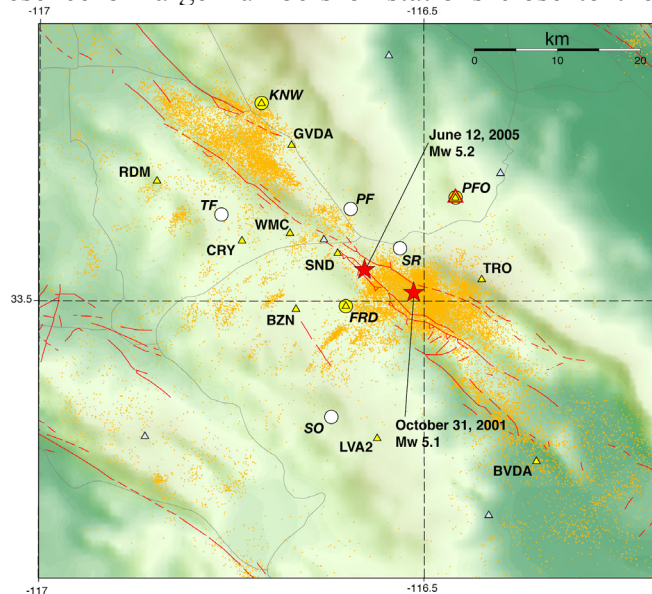 -117
-116.5
km
0
10
20
KNW
GVDA
June 12, 2005
Mw 5.2
RDM
PFO
TF
PF
WMC
CRY
SR
SND
TRO
33.5
BZN
FRD
SO
October 31, 2001
Mw 5.1
LVA2
BVDA
-117
-116.5